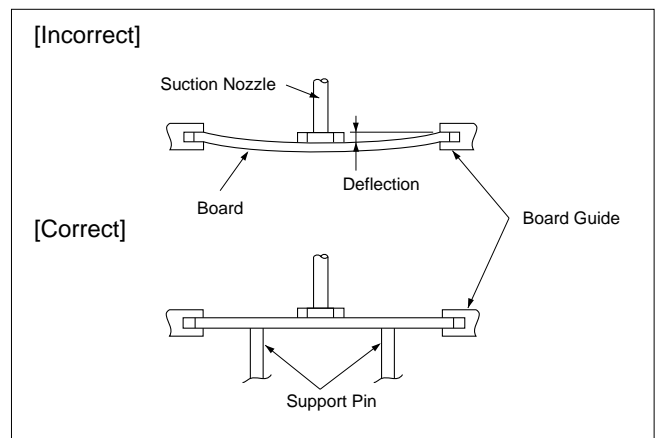 [Incorrect]
Suction Nozzle
Deflection
Board
Board Guide
[Correct]
Support Pin